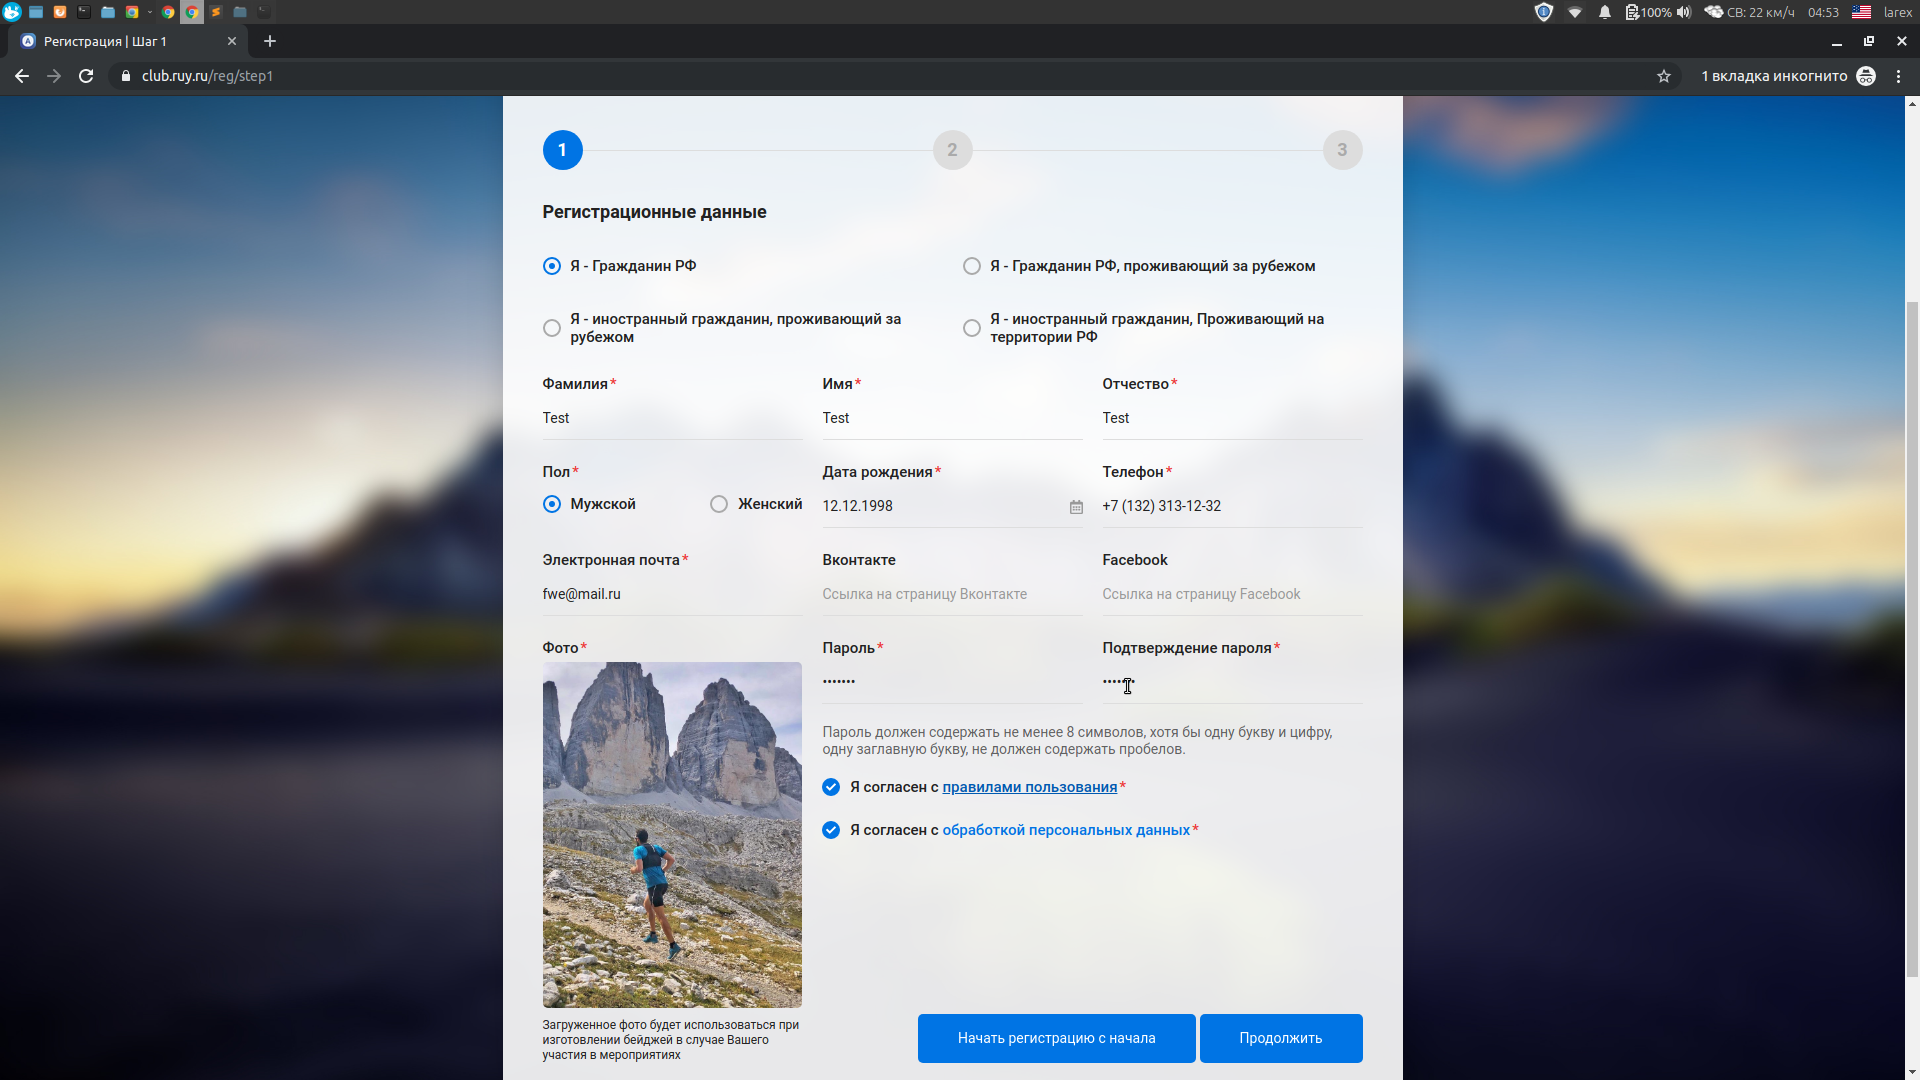 100%
СВ: 22 км/ч
04:53
larex
Регистрация | Шаг 1
club.ruy.ru/reg/step1
1 вкладка инкогнито
1
2
3
Регистрационные данные
Я - Гражданин РФ
Я - Гражданин РФ, проживающий за рубежом
Я - иностранный гражданин, проживающий за
рубежом
Я - иностранный гражданин, Проживающий на
территории РФ
Фамилия*
Имя*
Отчество*
Test
Test
Test
Пол*
Дата рождения*
Телефон*
Мужской
Женский
12.12.1998
+7 (132) 313-12-32
Электронная почта*
Вконтакте
Facebook
fwe@mail.ru
Ссылка на страницу Вконтакте
Ссылка на страницу Facebook
Фото*
Пароль*
Подтверждение пароля*
•••••••
•••••••
Пароль должен содержать не менее 8 символов, хотя бы одну букву и цифру,
одну заглавную букву, не должен содержать пробелов.
Я согласен с правилами пользования*
Я согласен с обработкой персональных данных*
Загруженное фото будет использоваться при
изготовлении бейджей в случае Вашего
участия в мероприятиях
Начать регистрацию с начала
Продолжить